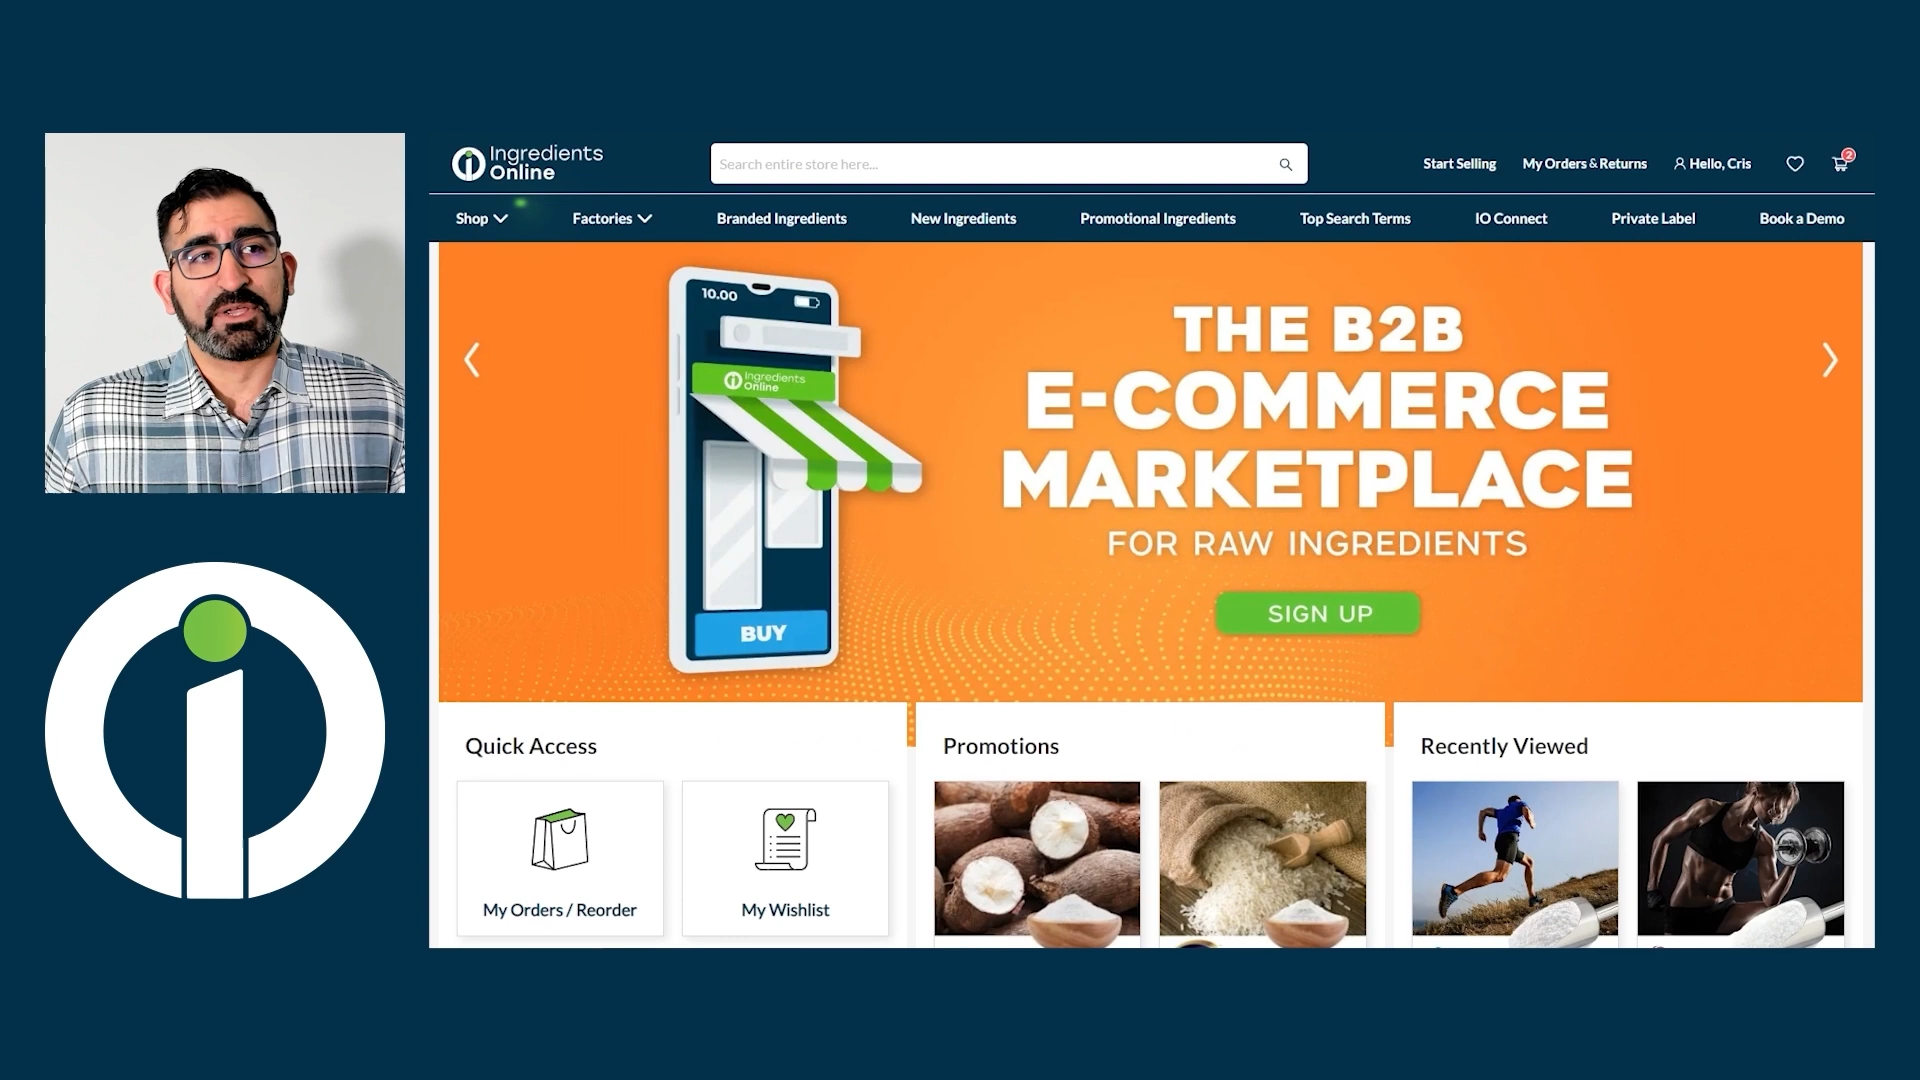 Ingredients
Online
Search entire store here...
Start Selling
My Orders & Returns
Hello, Cris
2
Shop
Factories
Branded Ingredients
New Ingredients
Promotional Ingredients
Top Search Terms
IO Connect
Private Label
Book a Demo
10.00
Ingredients
Online
BUY
THE B2B
E-COMMERCE
MARKETPLACE
FOR RAW INGREDIENTS
SIGN UP
Quick Access
My Orders / Reorder
My Wishlist
Promotions
Recently Viewed